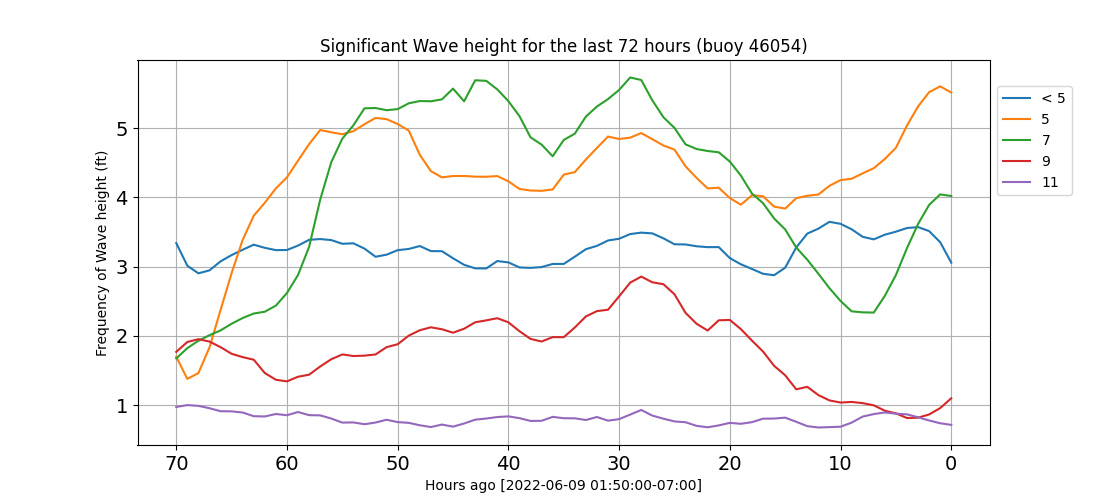 Significant Wave height for the last 72 hours (buoy 46054)
Frequency of Wave height (ft)
5
4
3
2
1
70 60 50 40 30 20 10 0
Hours ago [2022-06-09 01:50:00-07:00]
< 5
5
7
9
11